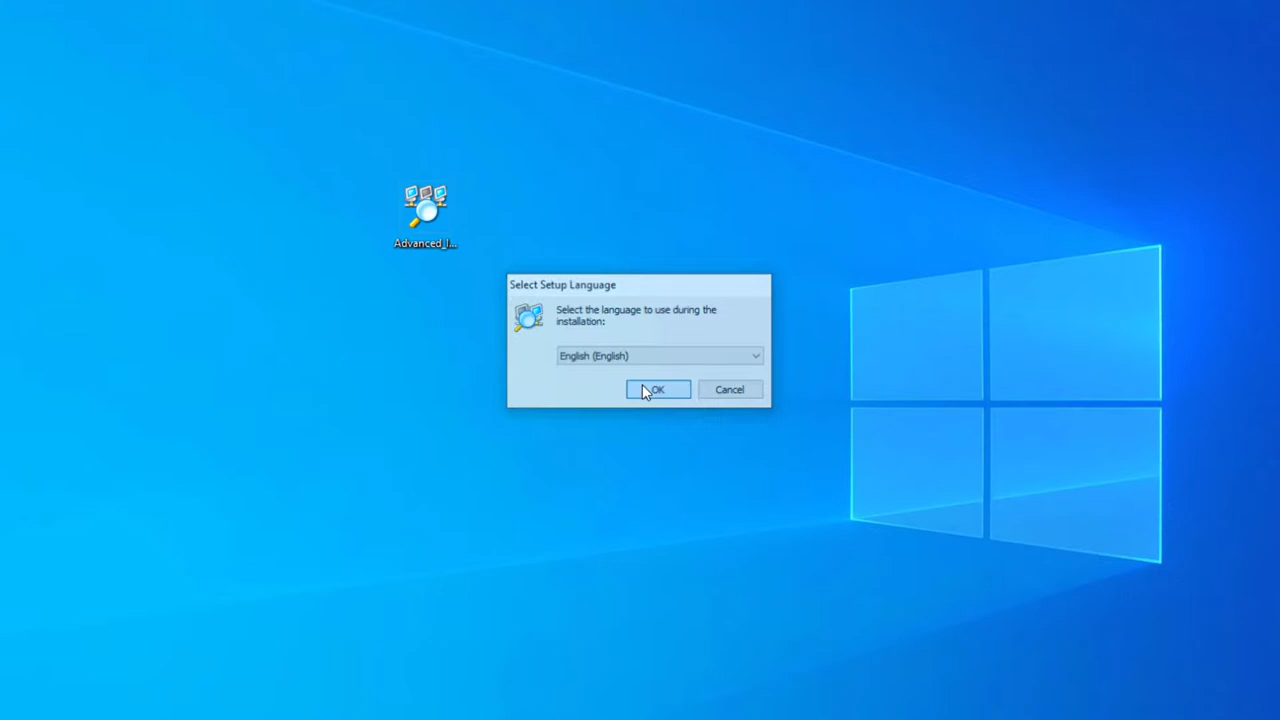 Advanced_I...
Select Setup Language
Select the language to use during the
installation:
English (English)
OK
Cancel